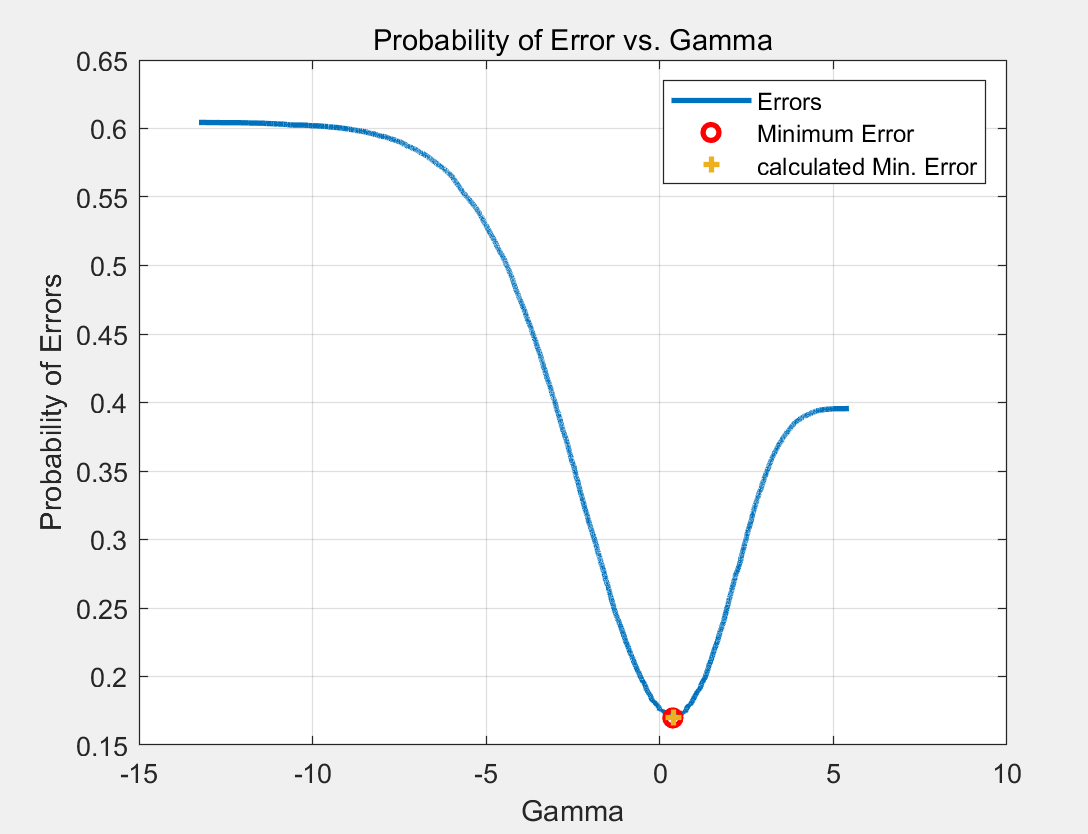 Probability of Error vs. Gamma
0.65
0.6
0.55
0.5
0.45
0.4
0.35
0.3
0.25
0.2
0.15
Probability of Errors
Errors
Minimum Error
calculated Min. Error
-15
-10
-5
0
5
10
Gamma